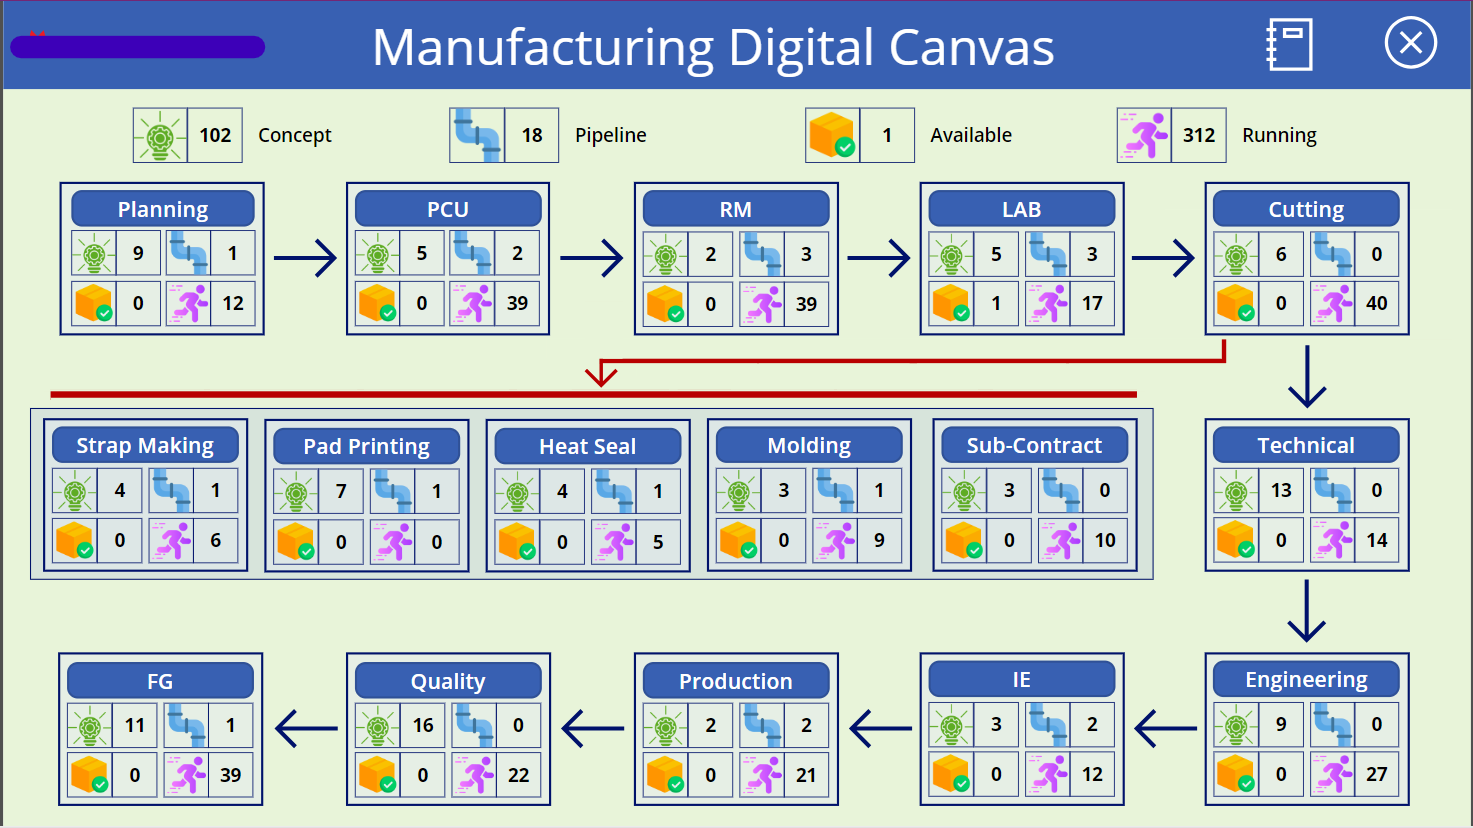 Manufacturing Digital Canvas
102 Concept 18 Pipeline 1 Available 312 Running
Planning PCU RM LAB Cutting
9 1 5 2 2 3 5 3 6 0
0 12 0 39 0 39 1 17 0 40
Strap Making Pad Printing Heat Seal Molding Sub-Contract Technical
4 1 7 1 4 1 3 1 3 0 13 0
0 6 0 0 0 5 0 9 0 10 0 14
FG Quality Production IE Engineering
11 1 16 0 2 2 3 2 9 0
0 39 0 22 0 21 0 12 0 27